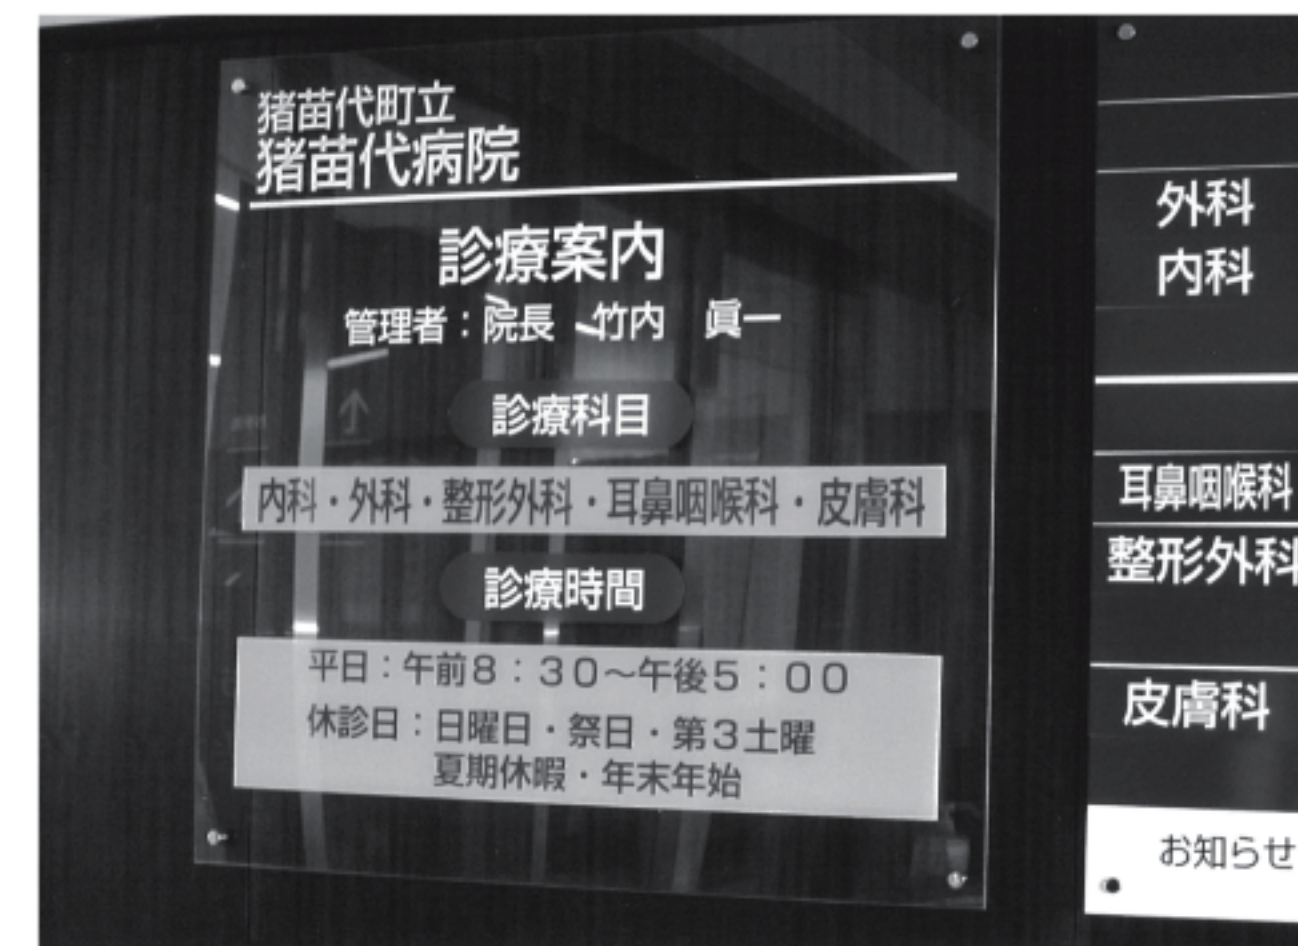 猪苗代町立
猪苗代病院
診療案内
管理者：院長　竹内　眞一
診療科目
内科・外科・整形外科・耳鼻咽喉科・皮膚科
診療時間
平日：午前８：３０～午後５：００
休診日：日曜日・祭日・第３土曜
夏期休暇・年末年始
外科
内科
耳鼻咽喉科
整形外科
皮膚科
お知らせ